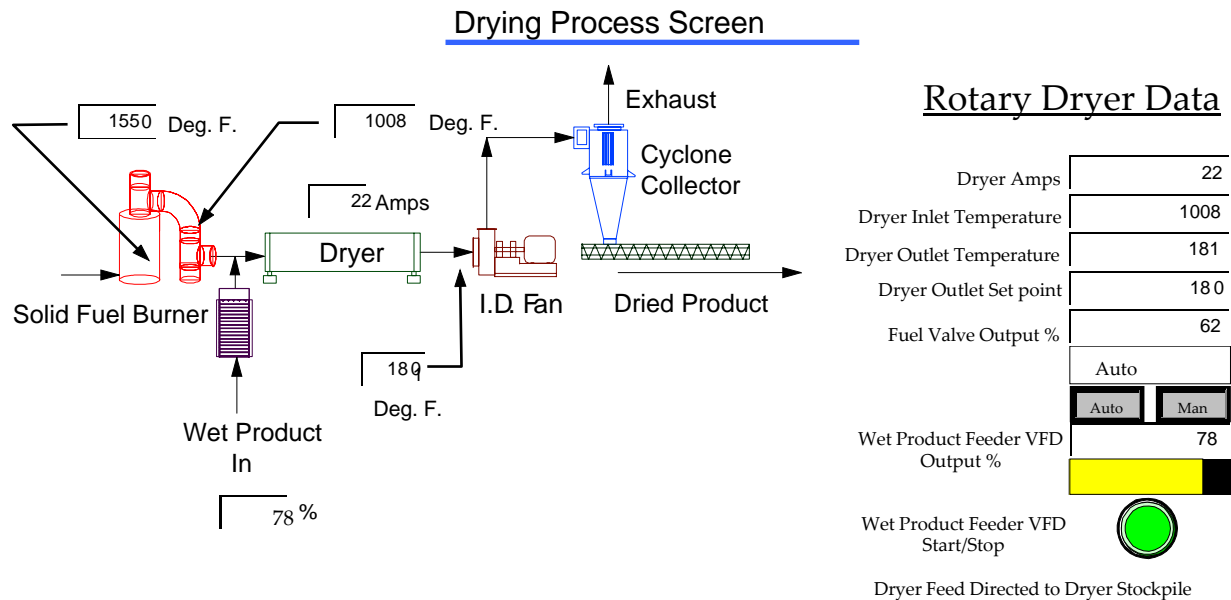 Drying Process Screen
1550 Deg. F.
1008 Deg. F.
Exhaust
Cyclone
Collector
22 Amps
Dryer
Solid Fuel Burner
I.D. Fan
Dried Product
180
Deg. F.
Wet Product
In
78 %
Rotary Dryer Data
Dryer Amps 22
Dryer Inlet Temperature 1008
Dryer Outlet Temperature 181
Dryer Outlet Set point 180
Fuel Valve Output % 62
Auto
Auto Man
Wet Product Feeder VFD 78
Output %
Wet Product Feeder VFD
Start/Stop
Dryer Feed Directed to Dryer Stockpile